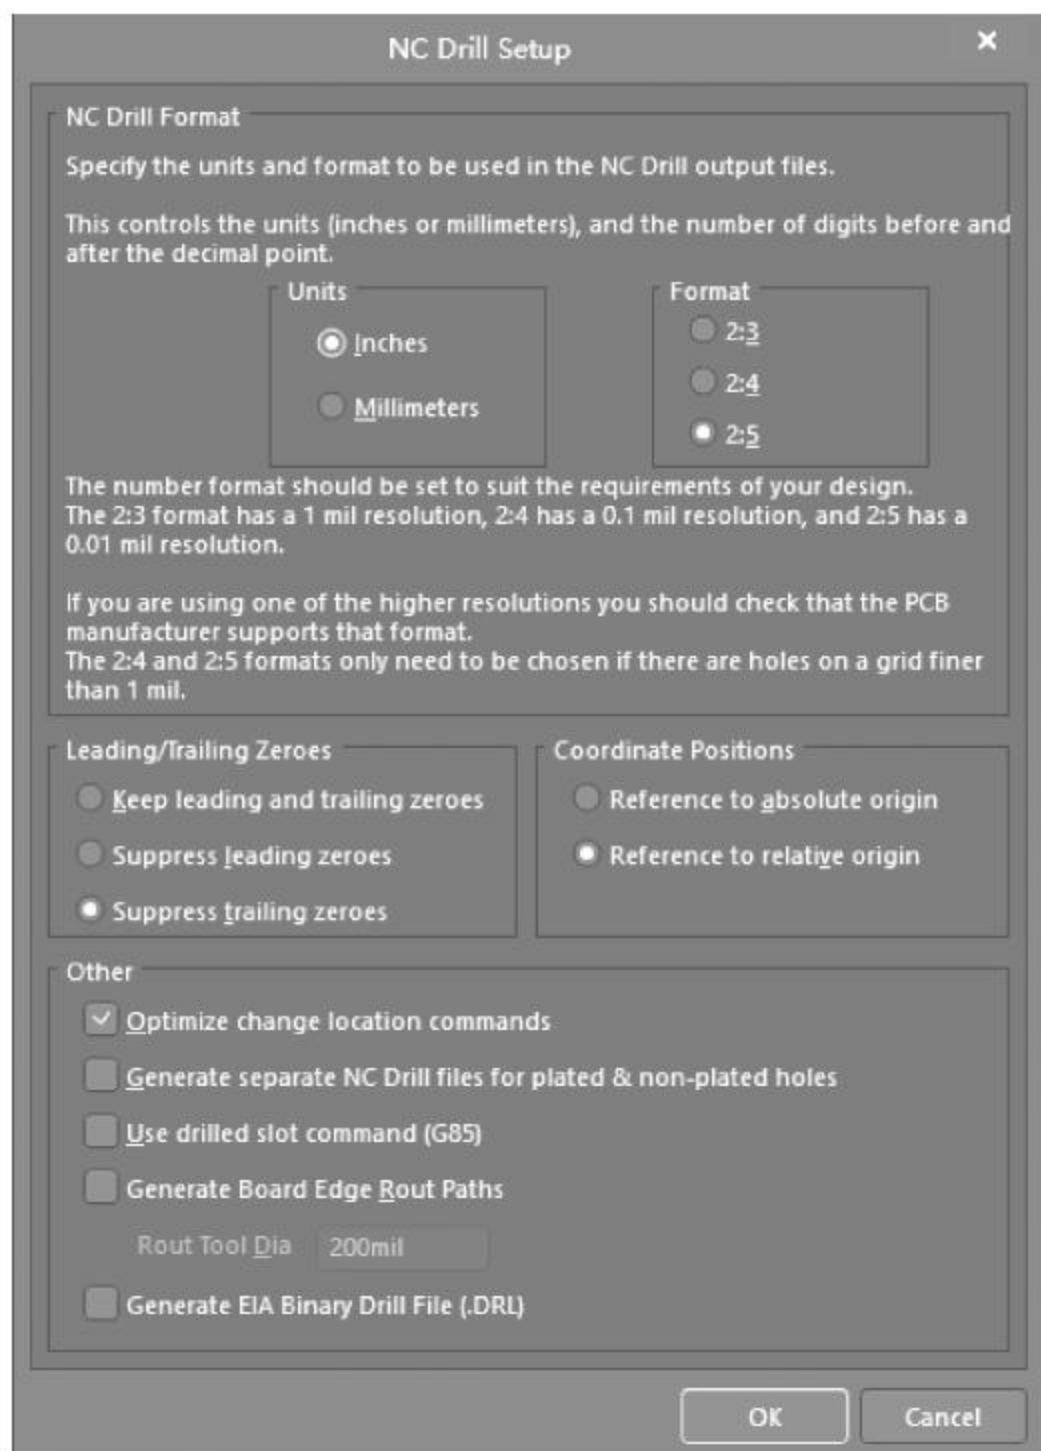 NC Drill Setup
NC Drill Format
Specify the units and format to be used in the NC Drill output files.
This controls the units (inches or millimeters), and the number of digits before and
after the decimal point.
Units
Inches
Millimeters
Format
2:3
2:4
2:5
The number format should be set to suit the requirements of your design.
The 2:3 format has a 1 mil resolution, 2:4 has a 0.1 mil resolution, and 2:5 has a
0.01 mil resolution.
If you are using one of the higher resolutions you should check that the PCB
manufacturer supports that format.
The 2:4 and 2:5 formats only need to be chosen if there are holes on a grid finer
than 1 mil.
Leading/Trailing Zeroes
Keep leading and trailing zeroes
Suppress leading zeroes
Suppress trailing zeroes
Coordinate Positions
Reference to absolute origin
Reference to relative origin
Other
Optimize change location commands
Generate separate NC Drill files for plated & non-plated holes
Use drilled slot command (G85)
Generate Board Edge Rout Paths
Rout Tool Dia 200mil
Generate EIA Binary Drill File (.DRL)
OK Cancel